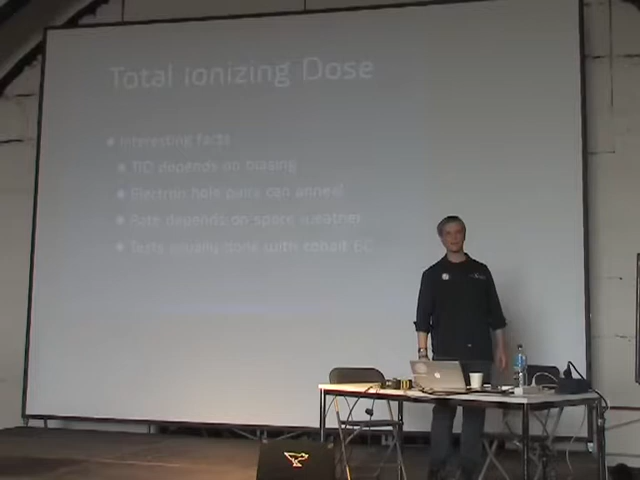 Total Ionizing Dose
Interesting facts
TID depends on biasing
Electron hole pairs can anneal
Rate depends on space weather
Tests usually done with cobalt 60